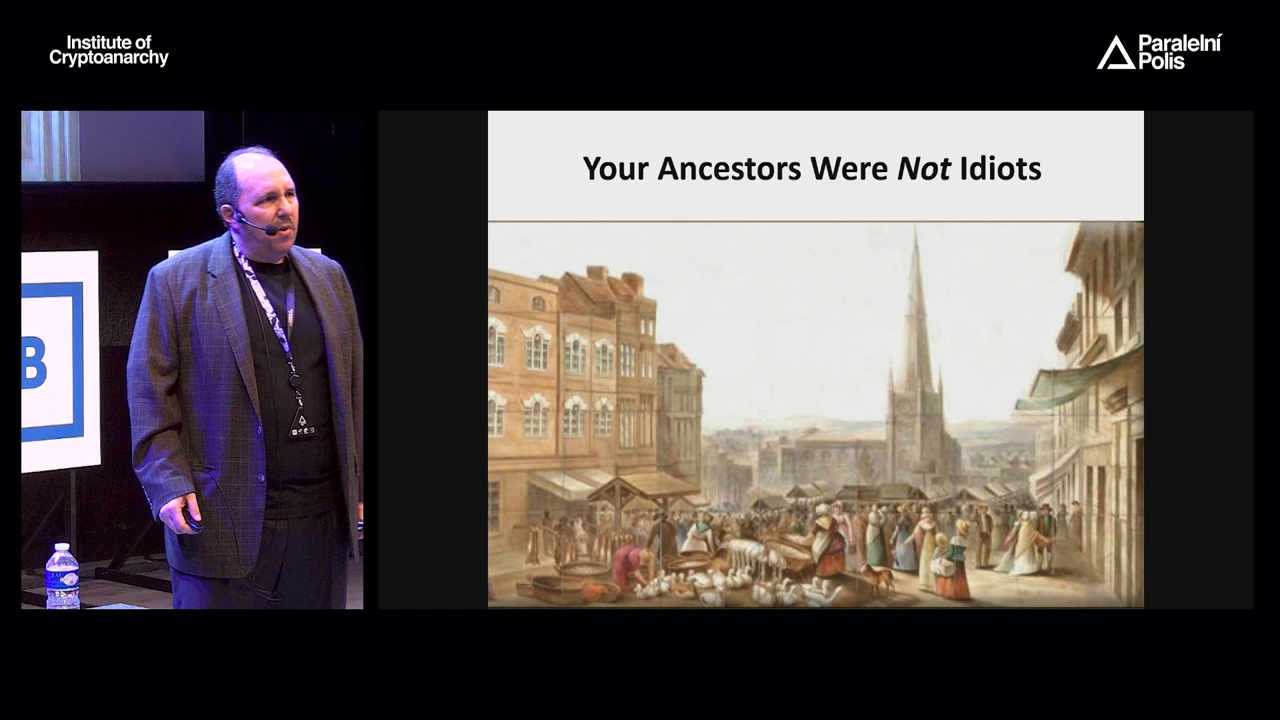 Institute of
Cryptoanarchy
Paralelní
Polis
Your Ancestors Were Not Idiots
B